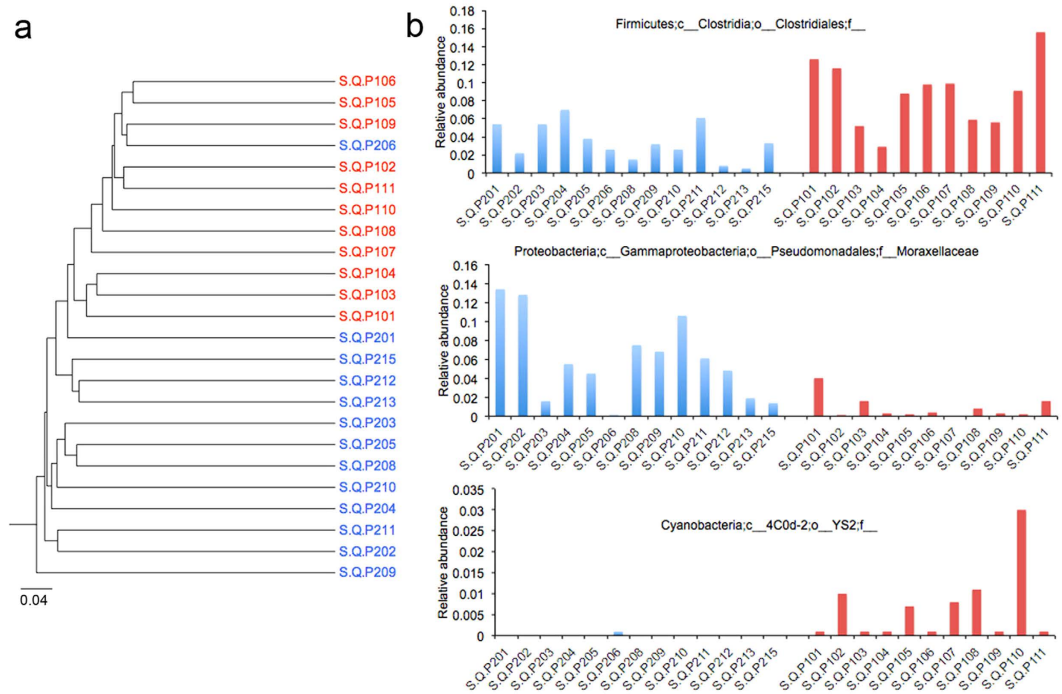 a
S.Q.P106
S.Q.P105
S.Q.P109
S.Q.P206
S.Q.P102
S.Q.P111
S.Q.P110
S.Q.P108
S.Q.P107
S.Q.P104
S.Q.P103
S.Q.P101
S.Q.P201
S.Q.P215
S.Q.P212
S.Q.P213
S.Q.P203
S.Q.P205
S.Q.P208
S.Q.P210
S.Q.P204
S.Q.P211
S.Q.P202
S.Q.P209
0.04
b
Firmicutes;c__Clostridia;o__Clostridiales;f__
Relative abundance
0.18
0.16
0.14
0.12
0.1
0.08
0.06
0.04
0.02
0
S.Q.P201
S.Q.P202
S.Q.P203
S.Q.P204
S.Q.P205
S.Q.P206
S.Q.P208
S.Q.P209
S.Q.P210
S.Q.P211
S.Q.P212
S.Q.P213
S.Q.P215
S.Q.P101
S.Q.P102
S.Q.P103
S.Q.P104
S.Q.P105
S.Q.P106
S.Q.P107
S.Q.P108
S.Q.P109
S.Q.P110
S.Q.P111
Proteobacteria;c__Gammaproteobacteria;o__Pseudomonadales;f__Moraxellaceae
Relative abundance
0.16
0.14
0.12
0.1
0.08
0.06
0.04
0.02
0
S.Q.P201
S.Q.P202
S.Q.P203
S.Q.P204
S.Q.P205
S.Q.P206
S.Q.P208
S.Q.P209
S.Q.P210
S.Q.P211
S.Q.P212
S.Q.P213
S.Q.P215
S.Q.P101
S.Q.P102
S.Q.P103
S.Q.P104
S.Q.P105
S.Q.P106
S.Q.P107
S.Q.P108
S.Q.P109
S.Q.P110
S.Q.P111
Cyanobacteria;c__4C0d-2;o__YS2;f__
Relative abundance
0.035
0.03
0.025
0.02
0.015
0.01
0.005
0
S.Q.P201
S.Q.P202
S.Q.P203
S.Q.P204
S.Q.P205
S.Q.P206
S.Q.P208
S.Q.P209
S.Q.P210
S.Q.P211
S.Q.P212
S.Q.P213
S.Q.P215
S.Q.P101
S.Q.P102
S.Q.P103
S.Q.P104
S.Q.P105
S.Q.P106
S.Q.P107
S.Q.P108
S.Q.P109
S.Q.P110
S.Q.P111